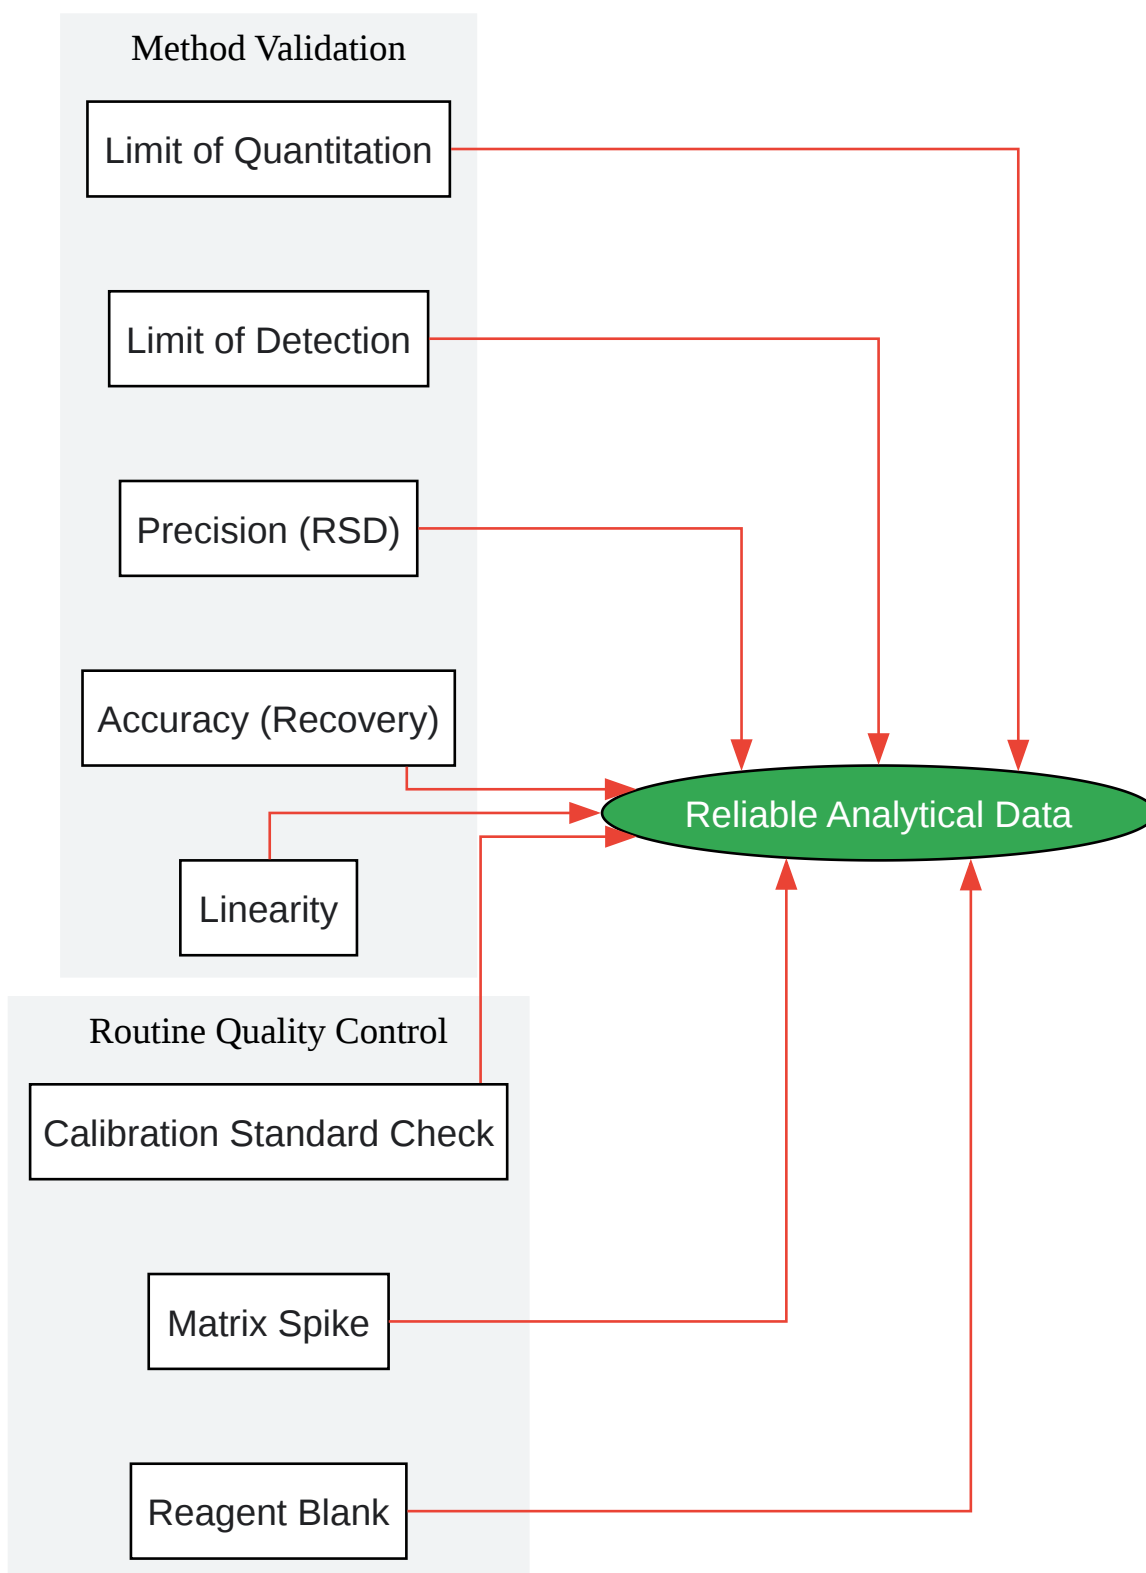 Method Validation
Limit of Quantitation
Limit of Detection
Precision (RSD)
Accuracy (Recovery)
Reliable Analytical Data
Linearity
Routine Quality Control
Calibration Standard Check
Matrix Spike
Reagent Blank